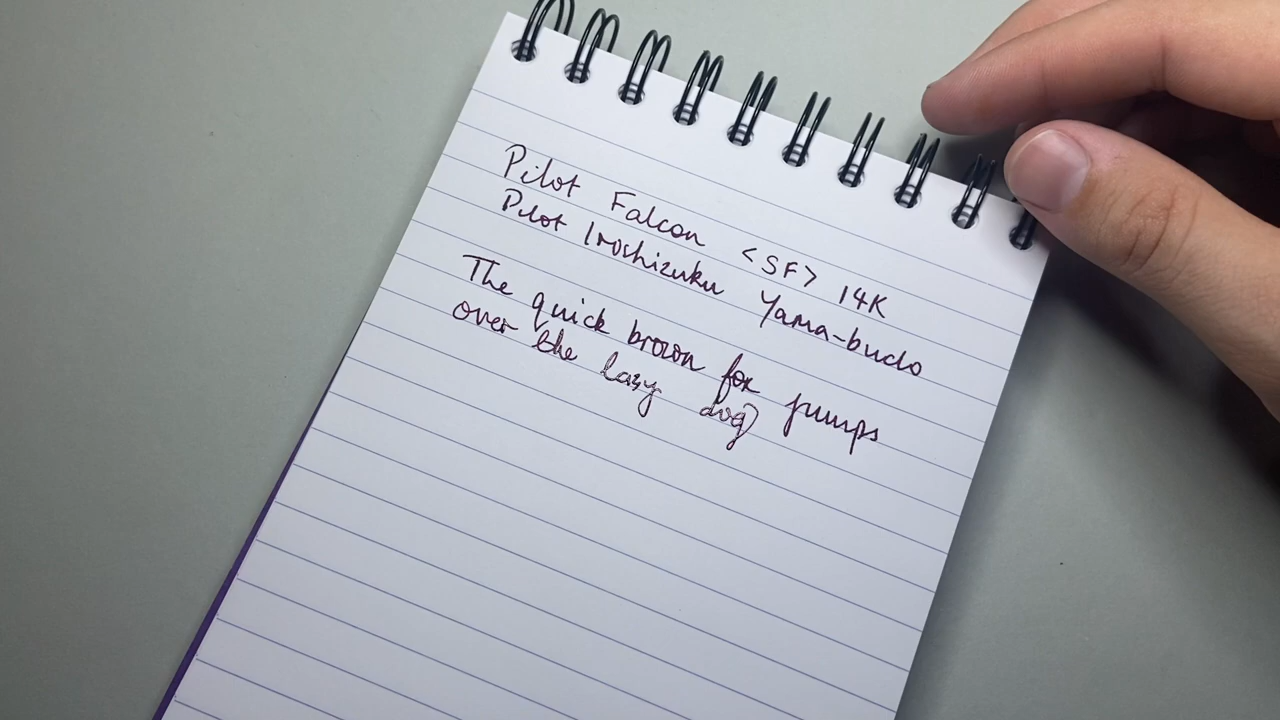 Pilot Falcon <SF> 14K
Pilot Iroshizuku Yama-budo
The quick brown fox jumps
over the lazy dog